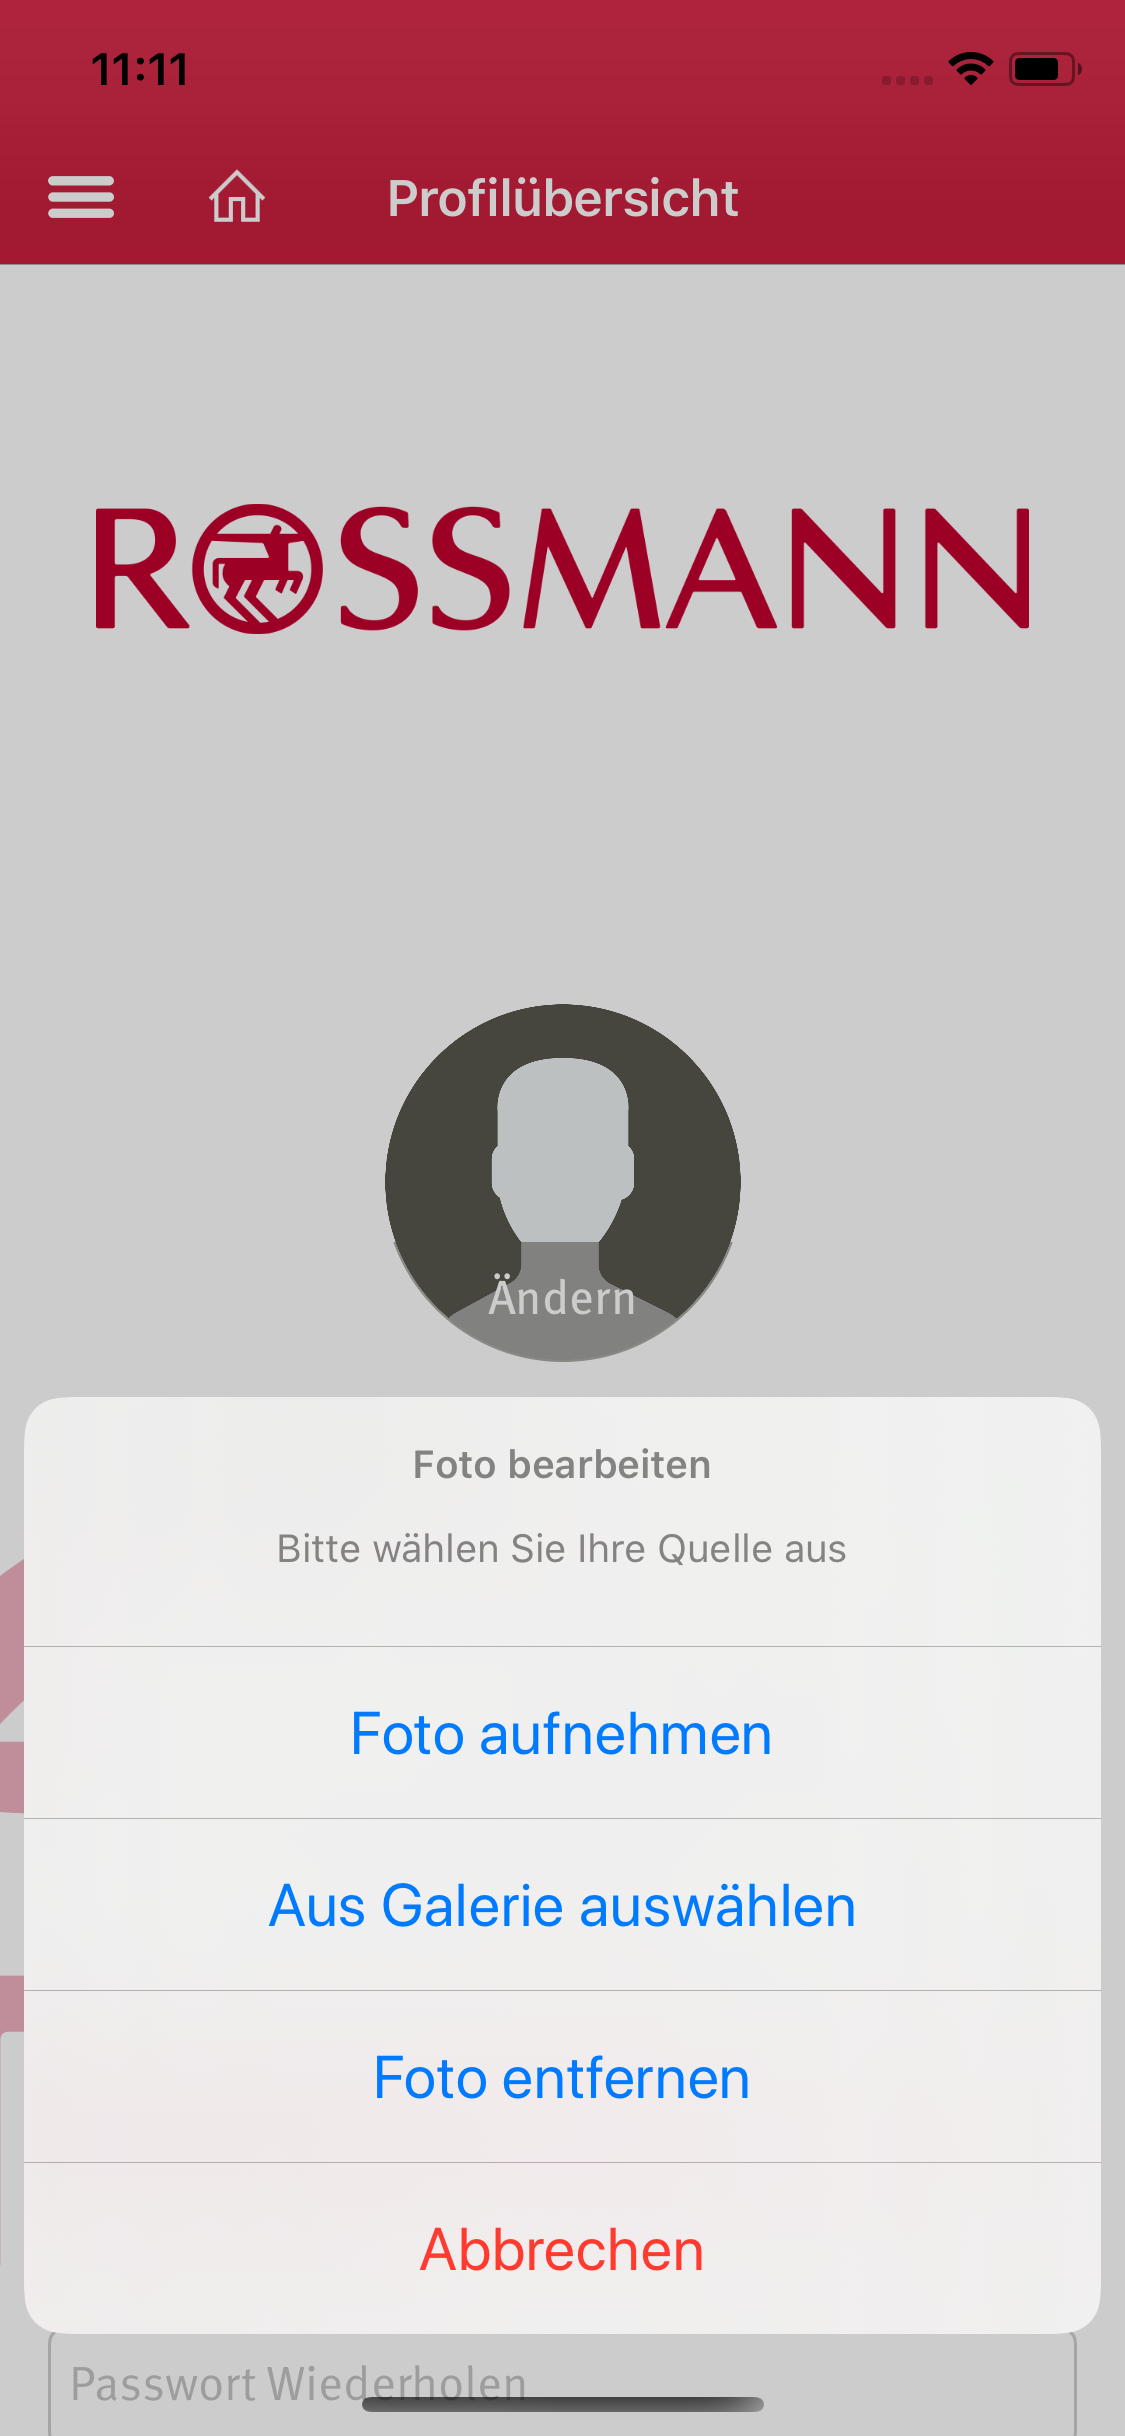 11:11
Profilübersicht
ROSSMANN
Ändern
Foto bearbeiten
Bitte wählen Sie Ihre Quelle aus
Foto aufnehmen
Aus Galerie auswählen
Foto entfernen
Abbrechen
Passwort Wiederholen